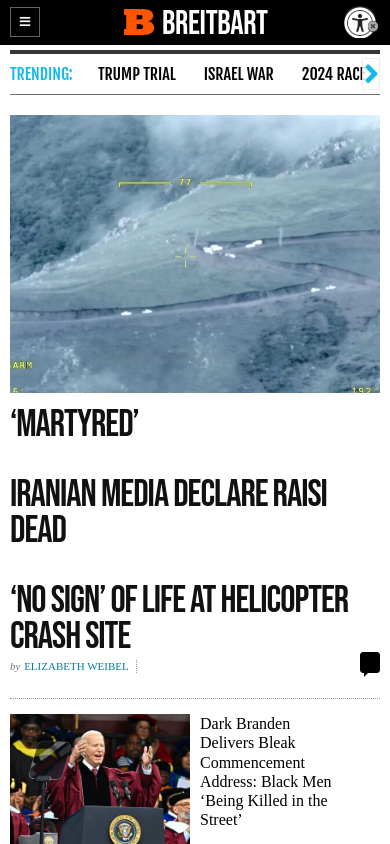 BREITBART
TRENDING:
TRUMP TRIAL
ISRAEL WAR
2024 RACE
77
ARM
192
‘MARTYRED’
IRANIAN MEDIA DECLARE RAISI
DEAD
‘NO SIGN’ OF LIFE AT HELICOPTER
CRASH SITE
by ELIZABETH WEIBEL
Dark Branden
Delivers Bleak
Commencement
Address: Black Men
‘Being Killed in the
Street’